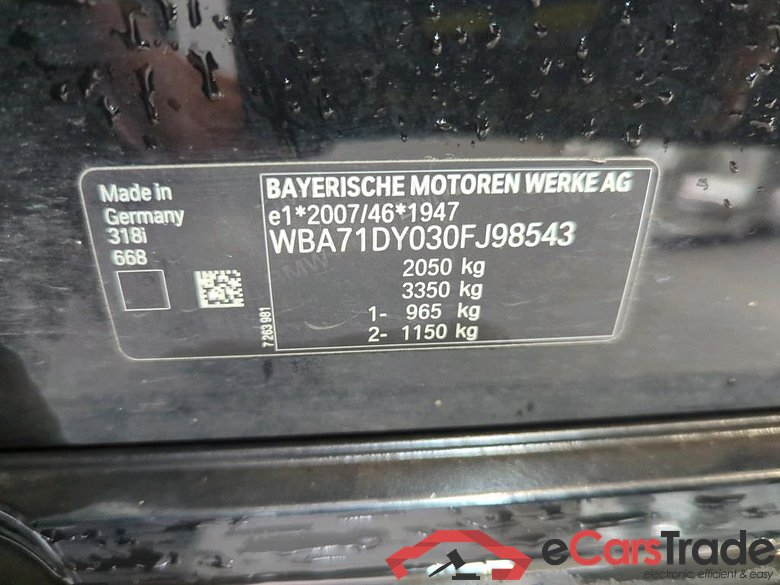 Made in
Germany
318i
668
7 263 981
BAYERISCHE MOTOREN WERKE AG
e1*2007/46*1947
WBA71DY030FJ98543
2050 kg
3350 kg
1- 965 kg
2- 1150 kg
eCarsTrade
electronic, efficient & easy